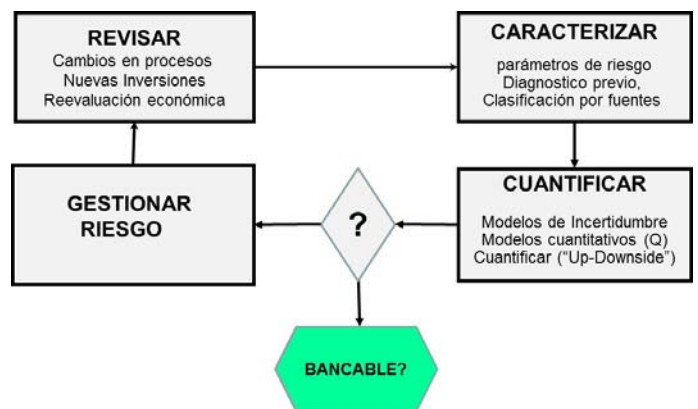 REVISAR
Cambios en procesos
Nuevas Inversiones
Reevaluación económica
CARACTERIZAR
parámetros de riesgo
Diagnostico previo,
Clasificación por fuentes
GESTIONAR
RIESGO
?
CUANTIFICAR
Modelos de Incertidumbre
Modelos cuantitativos (Q)
Cuantificar (“Up-Downside”)
BANCABLE?